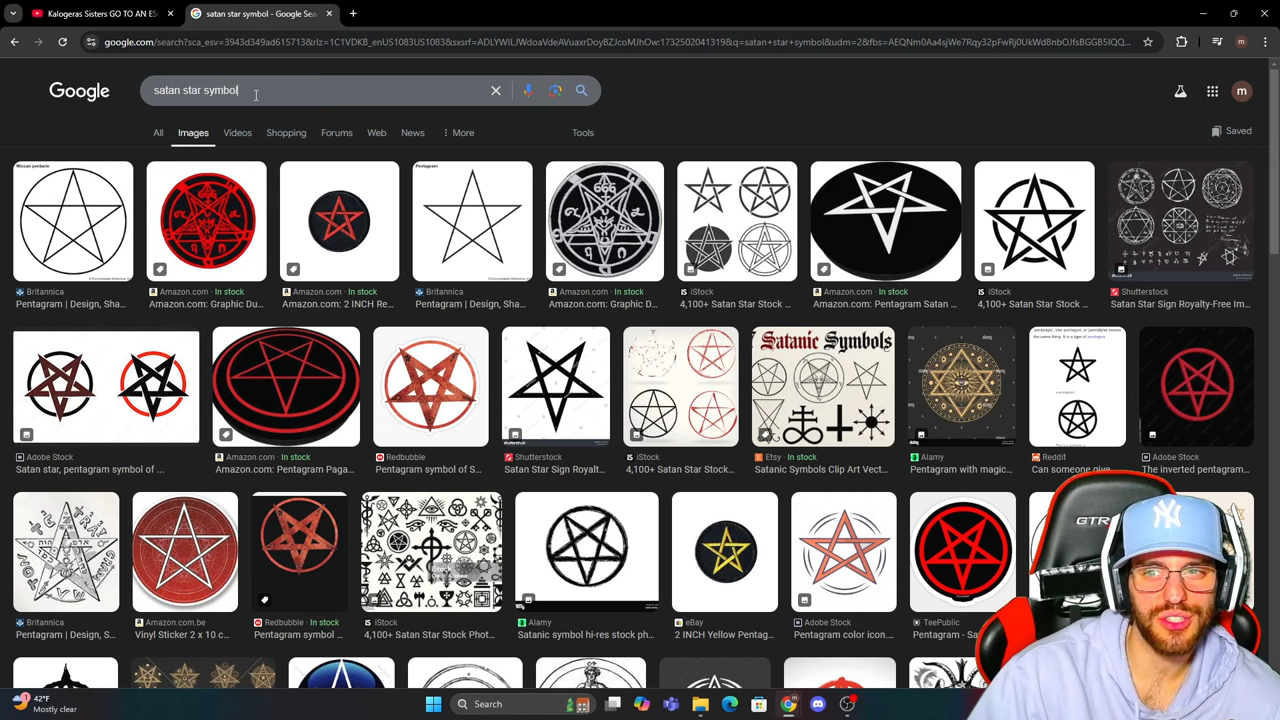 Kalogeras Sisters GO TO AN ES
satan star symbol - Google Sea
google.com/search?sca_esv=3943d349ad615713&rlz=1C1VDKB_enUS1083US1083&sxsrf=ADLYWILJWdoaVdeAVuaxrDoyBZJcoMJhOw:1732502041319&q=satan+star+symbol&udm=2&fbs=
Google
satan star symbol
All Images Videos Shopping Forums Web News More Tools
Saved
Wiccan pentacle
Pentagram
666
666
Britannica
Pentagram | Design, Sha...
Amazon.com · In stock
Amazon.com: Graphic Du...
Amazon.com · In stock
Amazon.com: 2 INCH Re...
Britannica
Pentagram | Design, Sha...
Amazon.com · In stock
Amazon.com: Graphic D...
iStock
4,100+ Satan Star Stock ...
Amazon.com · In stock
Amazon.com: Pentagram Satan ...
iStock
4,100+ Satan Star Stock ...
Shutterstock
Satan Star Sign Royalty-Free Im...
Satanic Symbols
Adobe Stock
Satan star, pentagram symbol of ...
Amazon.com · In stock
Amazon.com: Pentagram Paga...
Redbubble
Pentagram symbol of S...
Shutterstock
Satan Star Sign Royalt...
iStock
4,100+ Satan Star Stock...
Etsy · In stock
Satanic Symbols Clip Art Vect...
Alamy
Pentagram with magic...
Reddit
Can someone give
Adobe Stock
The inverted pentagram...
Britannica
Pentagram | Design, S...
Amazon.com.be
Vinyl Sticker 2 x 10 c...
Redbubble · In stock
Pentagram symbol ...
iStock
4,100+ Satan Star Stock Phot...
Alamy
Satanic symbol hi-res stock ph...
eBay
2 INCH Yellow Pentag...
Adobe Stock
Pentagram color icon....
TeePublic
Pentagram - Sa
GTR
42°F
Mostly clear
Search